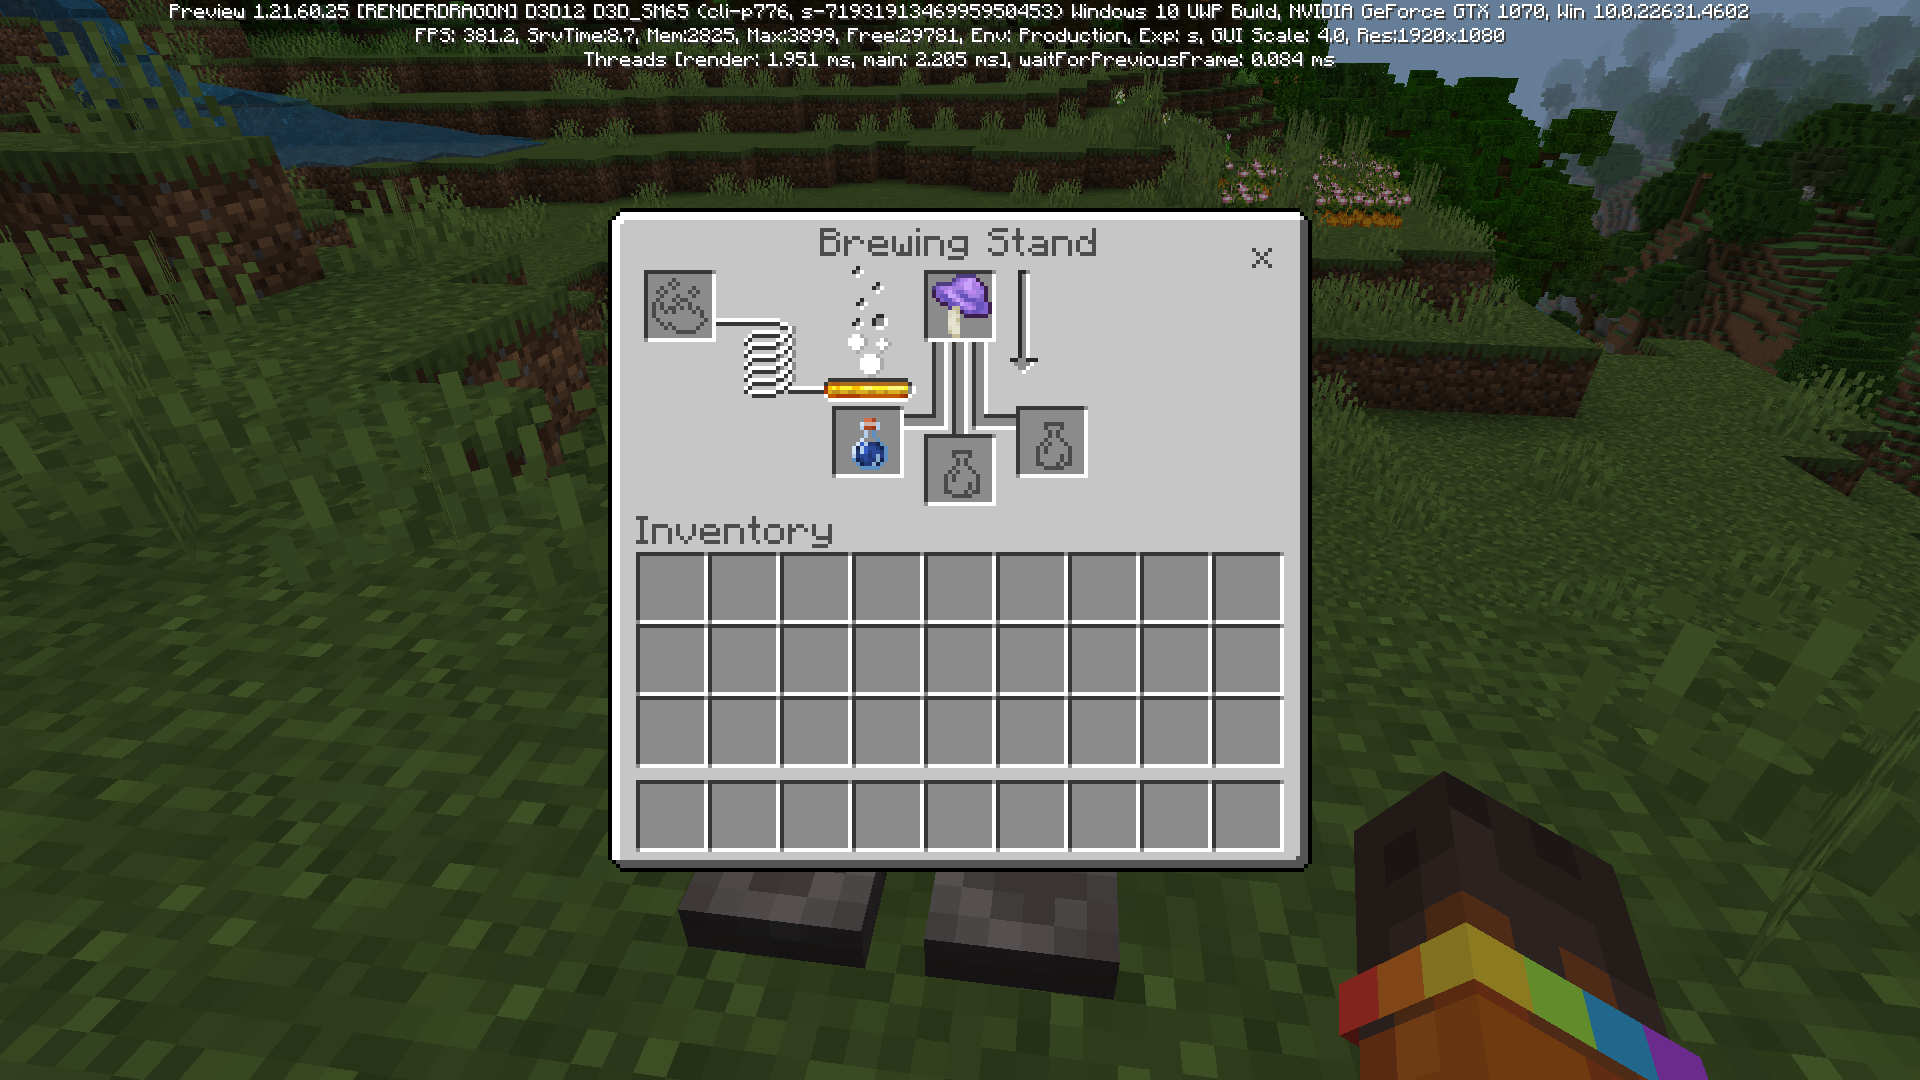 Preview 1.21.60.25 [RENDERDRAGON] D3D12 D3D_SM65 (cli-p776, s-7193191346995950453) Windows 10 UWP Build, NVIDIA GeForce GTX 1070, Win 10.0.22631.4602
FPS: 381.2, SrvTime:8.7, Mem:2825, Max:3899, Free:29781, Env: Production, Exp: s, GUI Scale: 4.0, Res:1920x1080
Threads [render: 1.951 ms, main: 2.205 ms], waitForPreviousFrame: 0.084 ms
Brewing Stand
Inventory